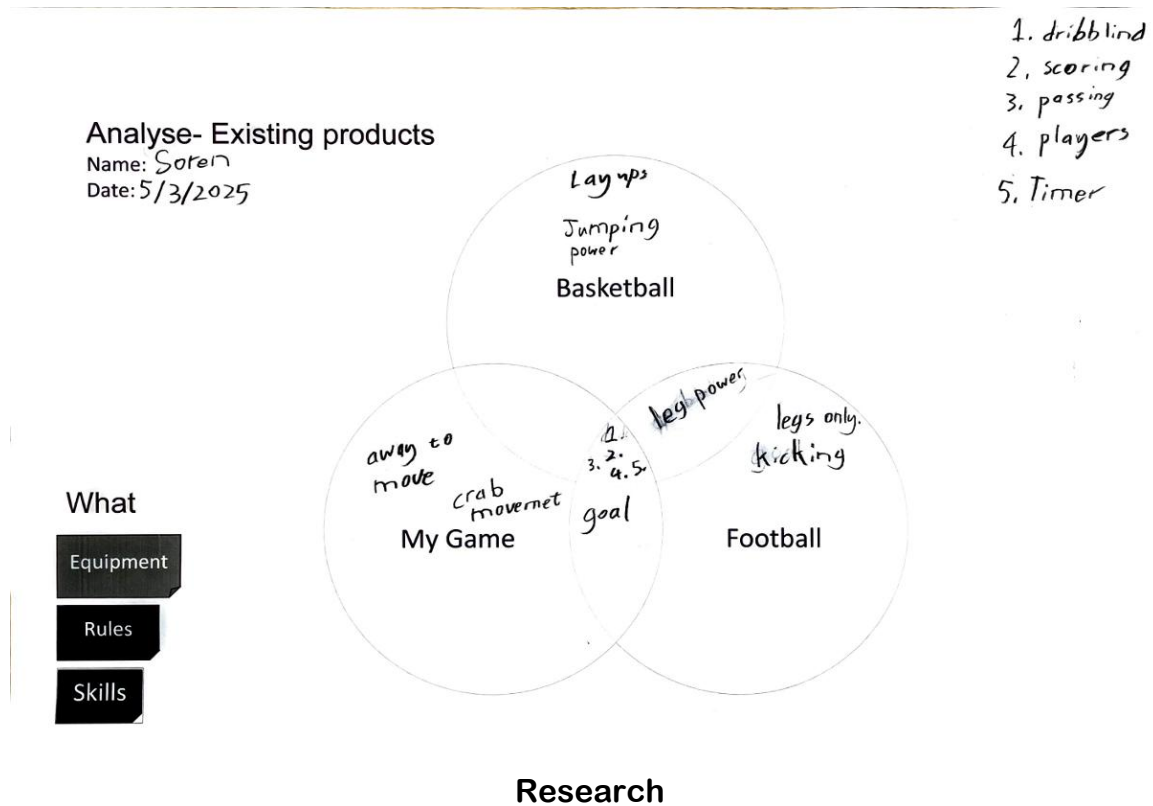 1. dribblind
2. scoring
3. passing
4. players
5. Timer
Analyse- Existing products
Name: Soren
Date: 5/3/2025
Lay ups
Jumping
power
Basketball
leg power
legs only.
kicking
1.
2.
3.
4. 5.
away to
move
crab
movernet
goal
My Game
Football
What
Equipment
Rules
Skills
Research